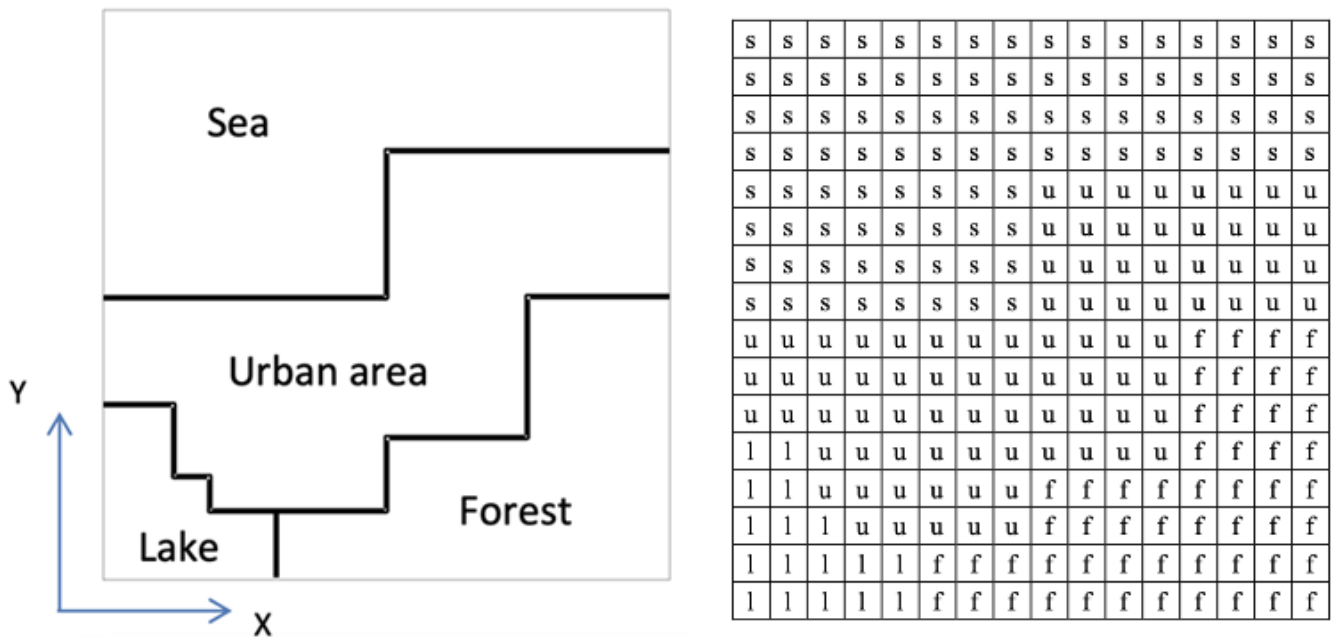 Sea
Urban area
Y
Forest
Lake
X
s s s s s s s s s s s s s s s s
s s s s s s s s s s s s s s s s
s s s s s s s s s s s s s s s s
s s s s s s s s s s s s s s s s
s s s s s s s s u u u u u u u u
s s s s s s s s u u u u u u u u
s s s s s s s s u u u u u u u u
s s s s s s s s u u u u u u u u
u u u u u u u u u u u u f f f f
u u u u u u u u u u u u f f f f
u u u u u u u u u u u u f f f f
l l u u u u u u u u u u f f f f
l l u u u u u u f f f f f f f f
l l l u u u u u f f f f f f f f
l l l l l f f f f f f f f f f f
l l l l l f f f f f f f f f f f